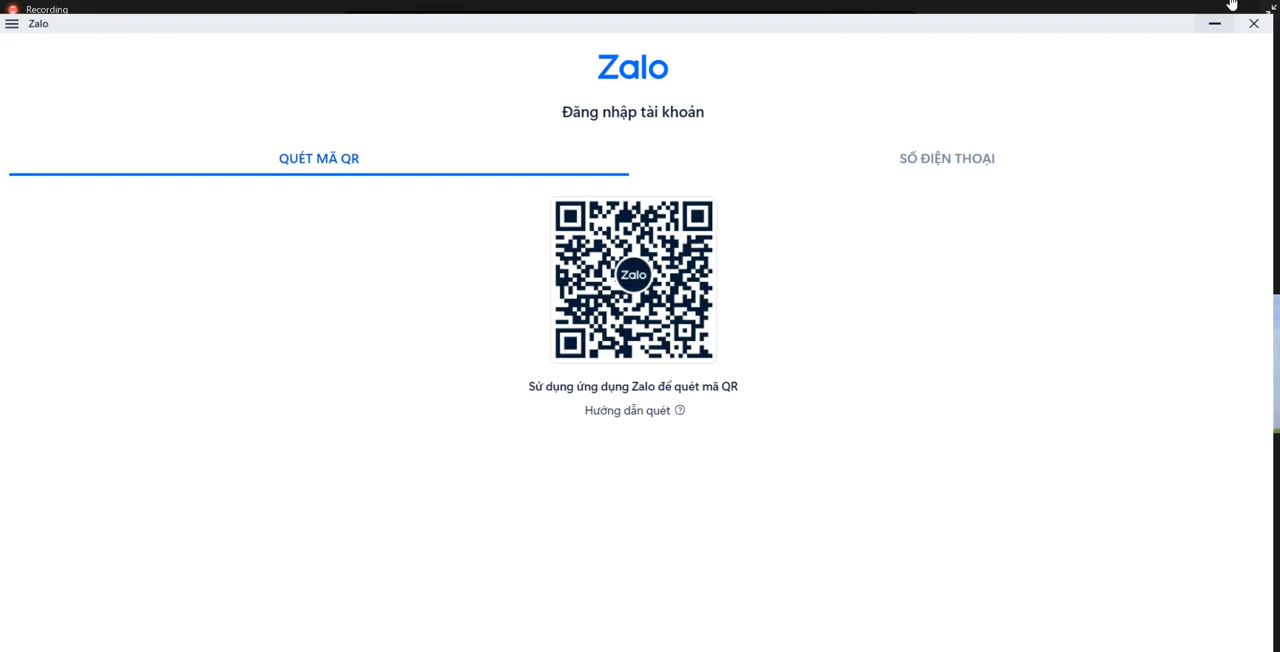 Recording
Zalo
Zalo
Đăng nhập tài khoản
QUÉT MÃ QR
SỐ ĐIỆN THOẠI
Zalo
Sử dụng ứng dụng Zalo để quét mã QR
Hướng dẫn quét